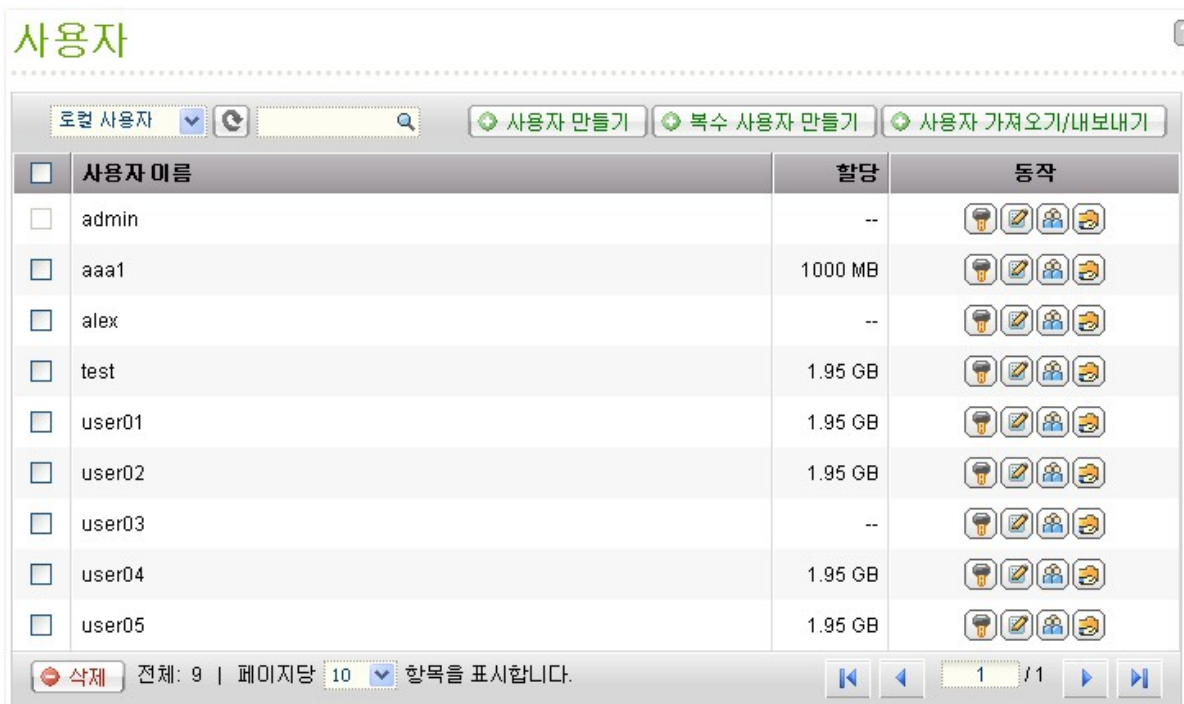 사용자
로컬 사용자 사용자 만들기 복수 사용자 만들기 사용자 가져오기/내보내기
사용자 이름 할당 동작
admin --
aaa1 1000 MB
alex --
test 1.95 GB
user01 1.95 GB
user02 1.95 GB
user03 --
user04 1.95 GB
user05 1.95 GB
삭제 전체: 9 | 페이지당 10 항목을 표시합니다. 1 / 1